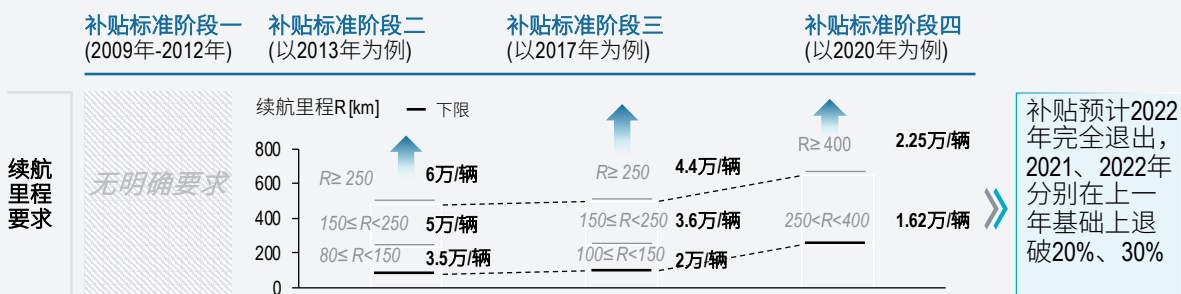 补贴标准阶段一
(2009年-2012年)
补贴标准阶段二
(以2013年为例)
补贴标准阶段三
(以2017年为例)
补贴标准阶段四
(以2020年为例)
续航
里程
要求
无明确要求
续航里程R [km]
下限
800
600
400
200
0
R≥ 250
6万/辆
150≤ R<250
5万/辆
80≤ R<150
3.5万/辆
R≥ 250
4.4万/辆
150≤ R<250
3.6万/辆
100≤ R<150
2万/辆
R≥ 400
2.25万/辆
250<R<400
1.62万/辆
补贴预计2022
年完全退出，
2021、2022年
分别在上一
年基础上退
破20%、30%